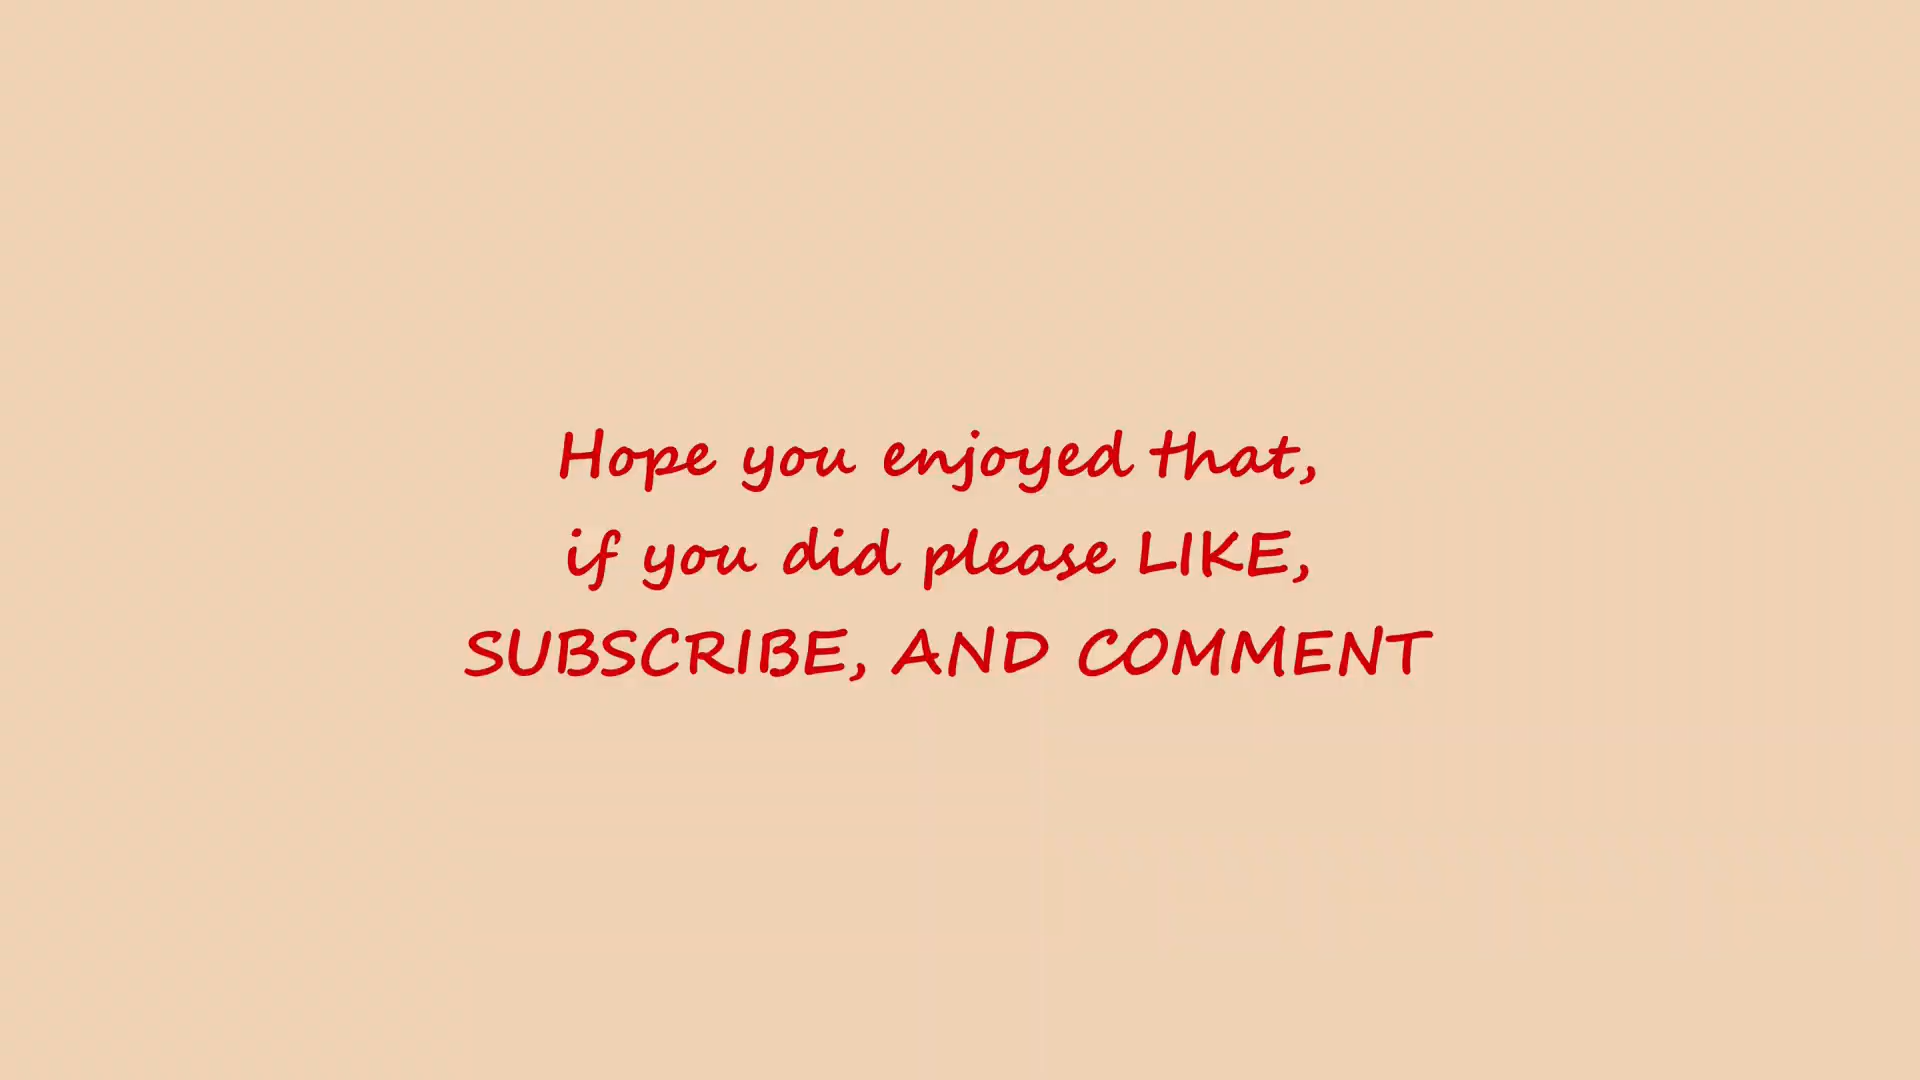 Hope you enjoyed that,
if you did please LIKE,
SUBSCRIBE, AND COMMENT